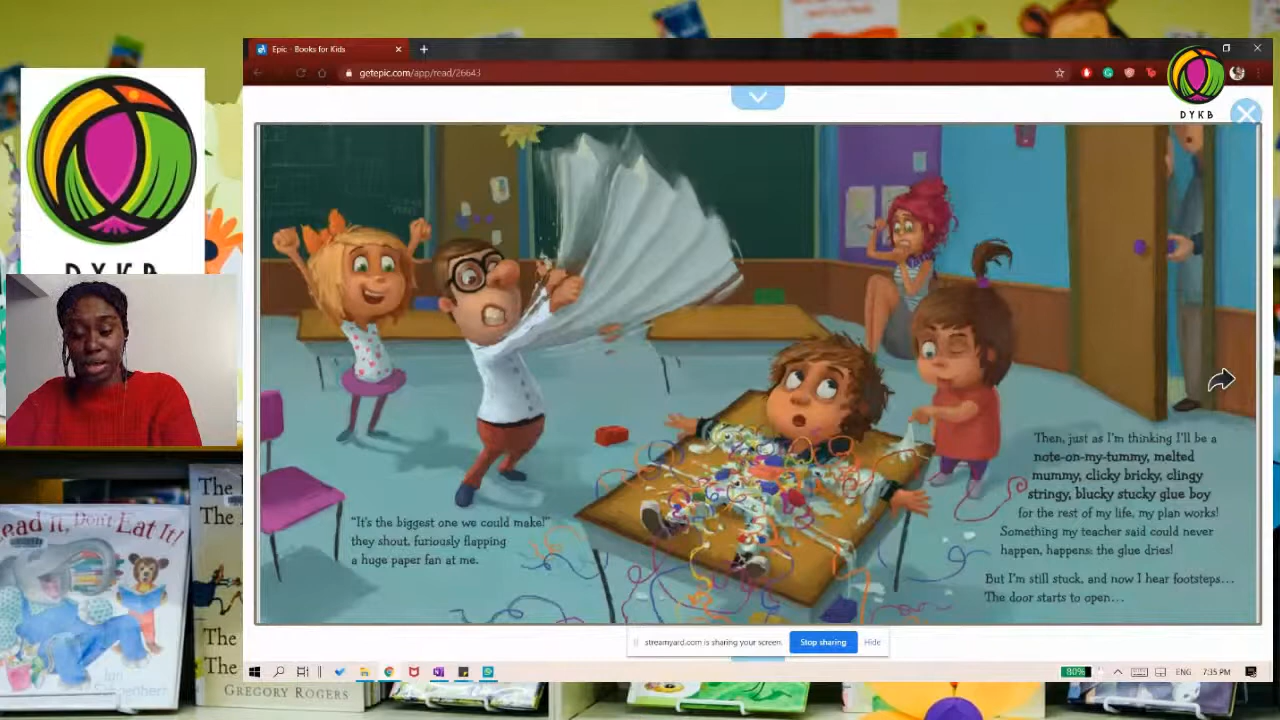 Epic - Books for Kids
getepic.com/app/read/26643
DYKB
DYKB
"It's the biggest one we could make!"
they shout, furiously flapping
a huge paper fan at me.
Then, just as I'm thinking I'll be a
note-on-my-tummy, melted
mummy, clicky bricky, clingy
stringy, blucky stucky glue boy
for the rest of my life, my plan works!
Something my teacher said could never
happen, happens: the glue dries!
But I'm still stuck, and now I hear footsteps...
The door starts to open...
streamyard.com is sharing your screen.
Stop sharing
Hide
80%
ENG
7:35 PM
Read it, Don't Eat It!
Ian
The
The
The
The
GREGORY ROGERS